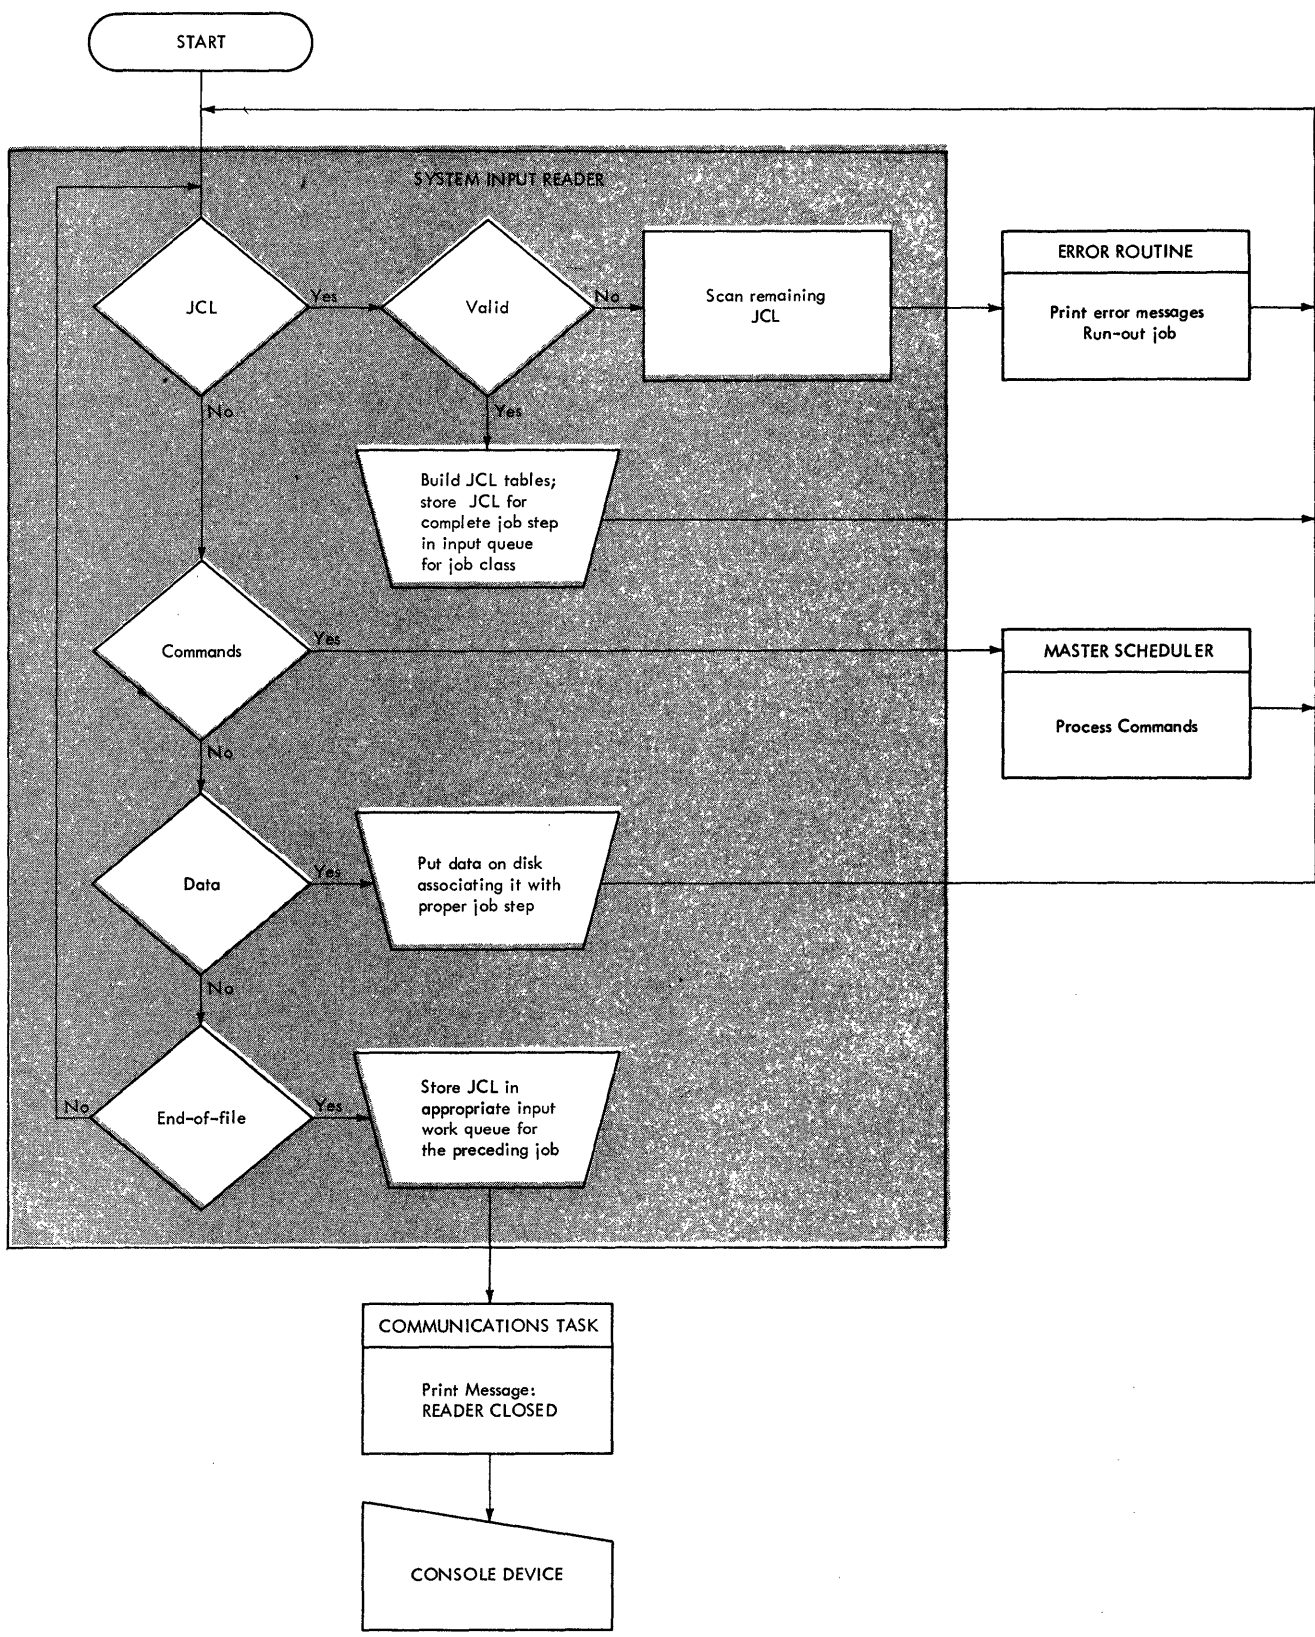 START
SYSTEM INPUT READER
JCL
Yes
Valid
No
Scan remaining
JCL
ERROR ROUTINE
Print error messages
Run-out job
No
Yes
Build JCL tables;
store JCL for
complete job step
in input queue
for job class
Commands
Yes
MASTER SCHEDULER
Process Commands
No
Data
Yes
Put data on disk
associating it with
proper job step
No
No
End-of-file
Yes
Store JCL in
appropriate input
work queue for
the preceding job
COMMUNICATIONS TASK
Print Message:
READER CLOSED
CONSOLE DEVICE